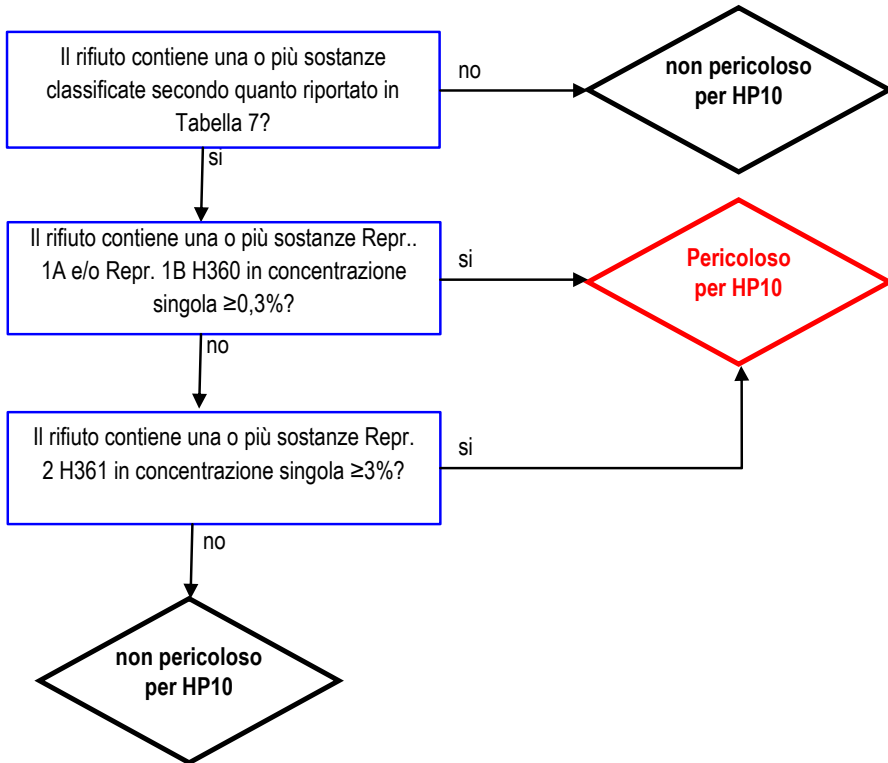 Il rifiuto contiene una o più sostanze
classificate secondo quanto riportato in
Tabella 7?
no
non pericoloso
per HP10
si
Il rifiuto contiene una o più sostanze Repr..
1A e/o Repr. 1B H360 in concentrazione
singola ≥0,3%?
si
Pericoloso
per HP10
no
Il rifiuto contiene una o più sostanze Repr.
2 H361 in concentrazione singola ≥3%?
si
no
non pericoloso
per HP10